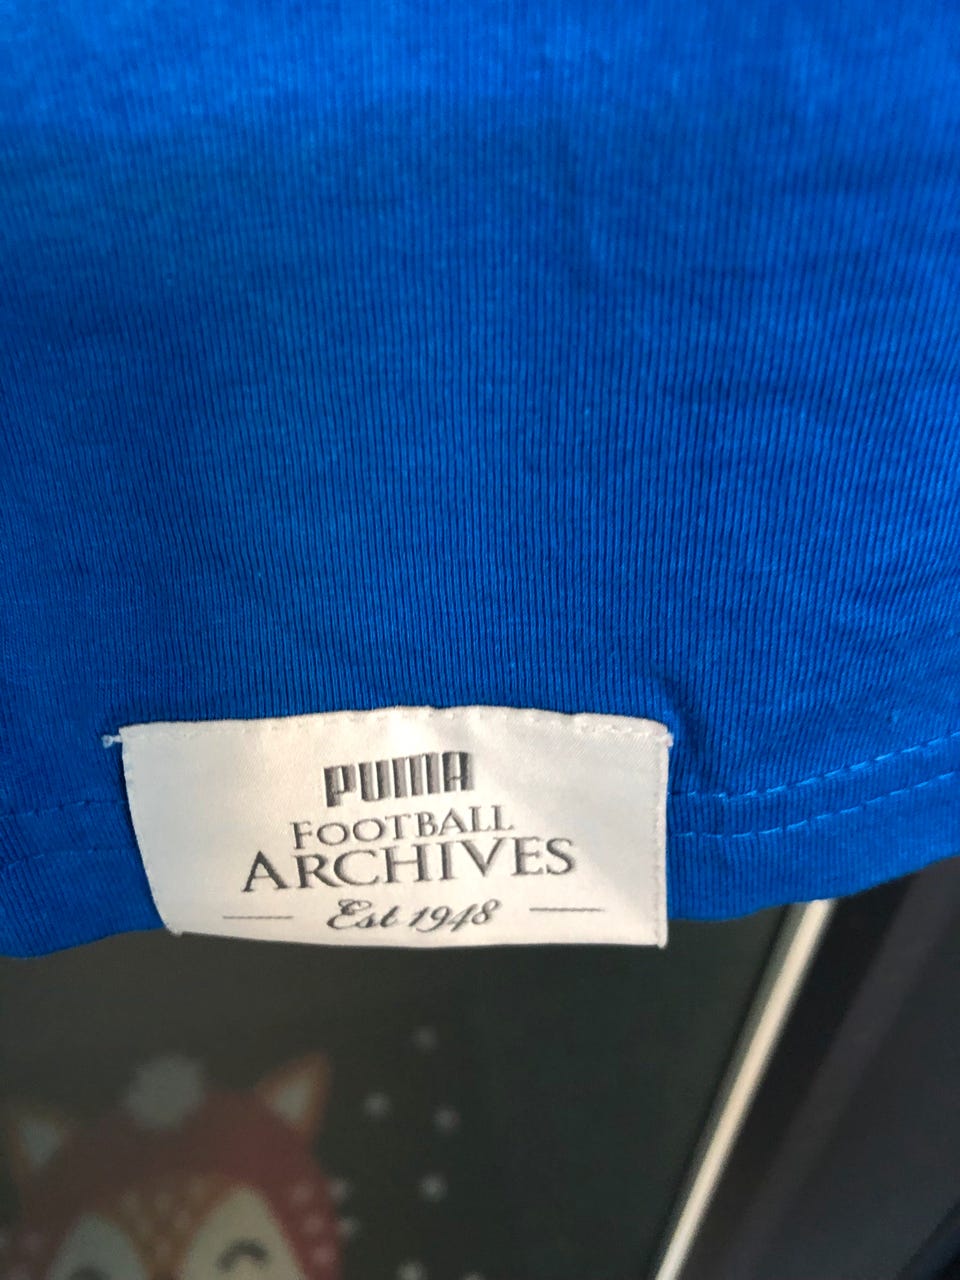 PUMA
FOOTBALL
ARCHIVES
Est 1948